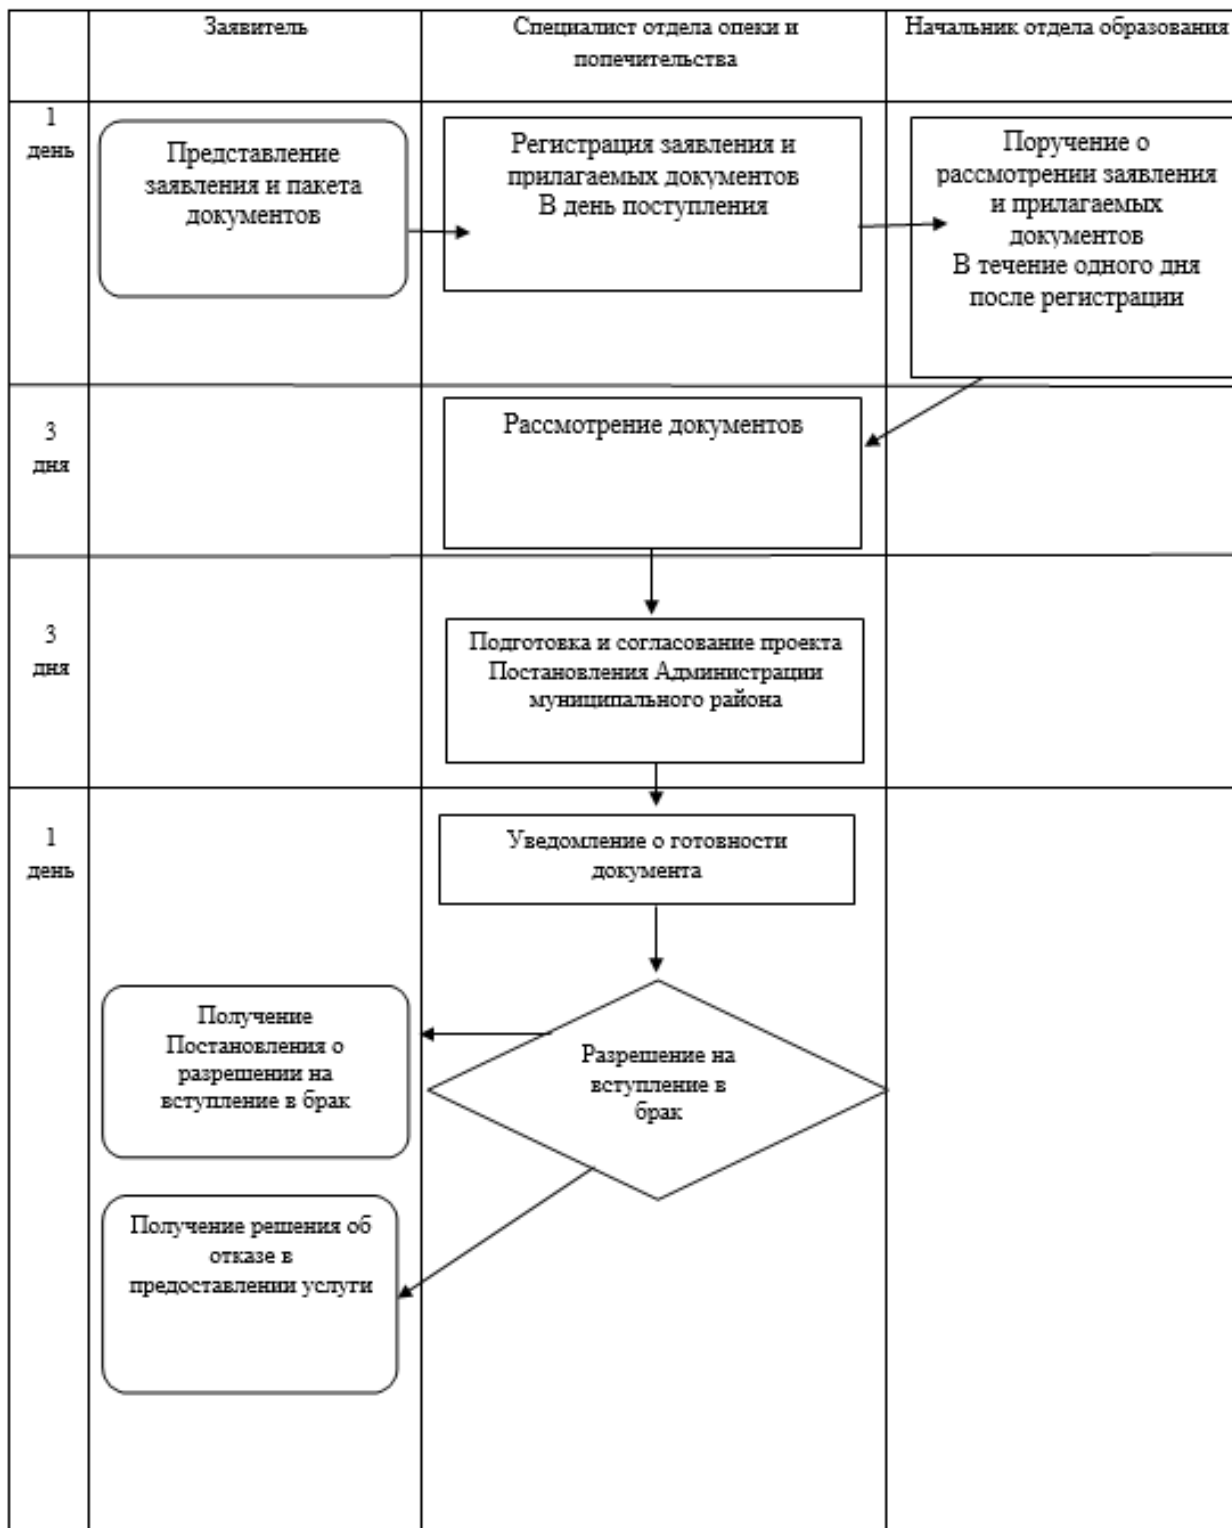 Заявитель
Специалист отдела опеки и
попечительства
Начальник отдела образования
1
день
Представление
заявления и пакета
документов
Регистрация заявления и
прилагаемых документов
В день поступления
Поручение о
рассмотрении заявления
и прилагаемых
документов
В течение одного дня
после регистрации
3
дня
Рассмотрение документов
3
дня
Подготовка и согласование проекта
Постановления Администрации
муниципального района
1
день
Уведомление о готовности
документа
Получение
Постановления о
разрешении на
вступление в брак
Разрешение на
вступление в
брак
Получение решения об
отказе в
предоставлении услуги